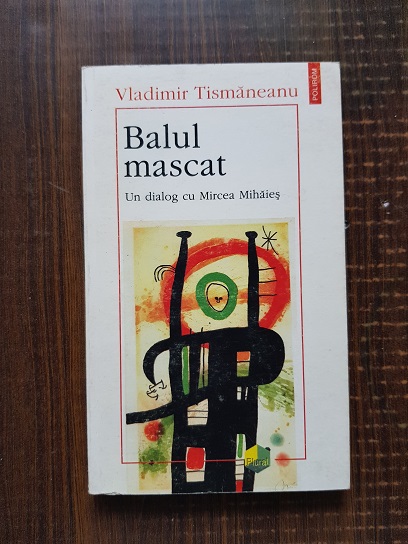 Vladimir Tismăneanu
POLIROM
Balul
mascat
Un dialog cu Mircea Mihăieș
Plural